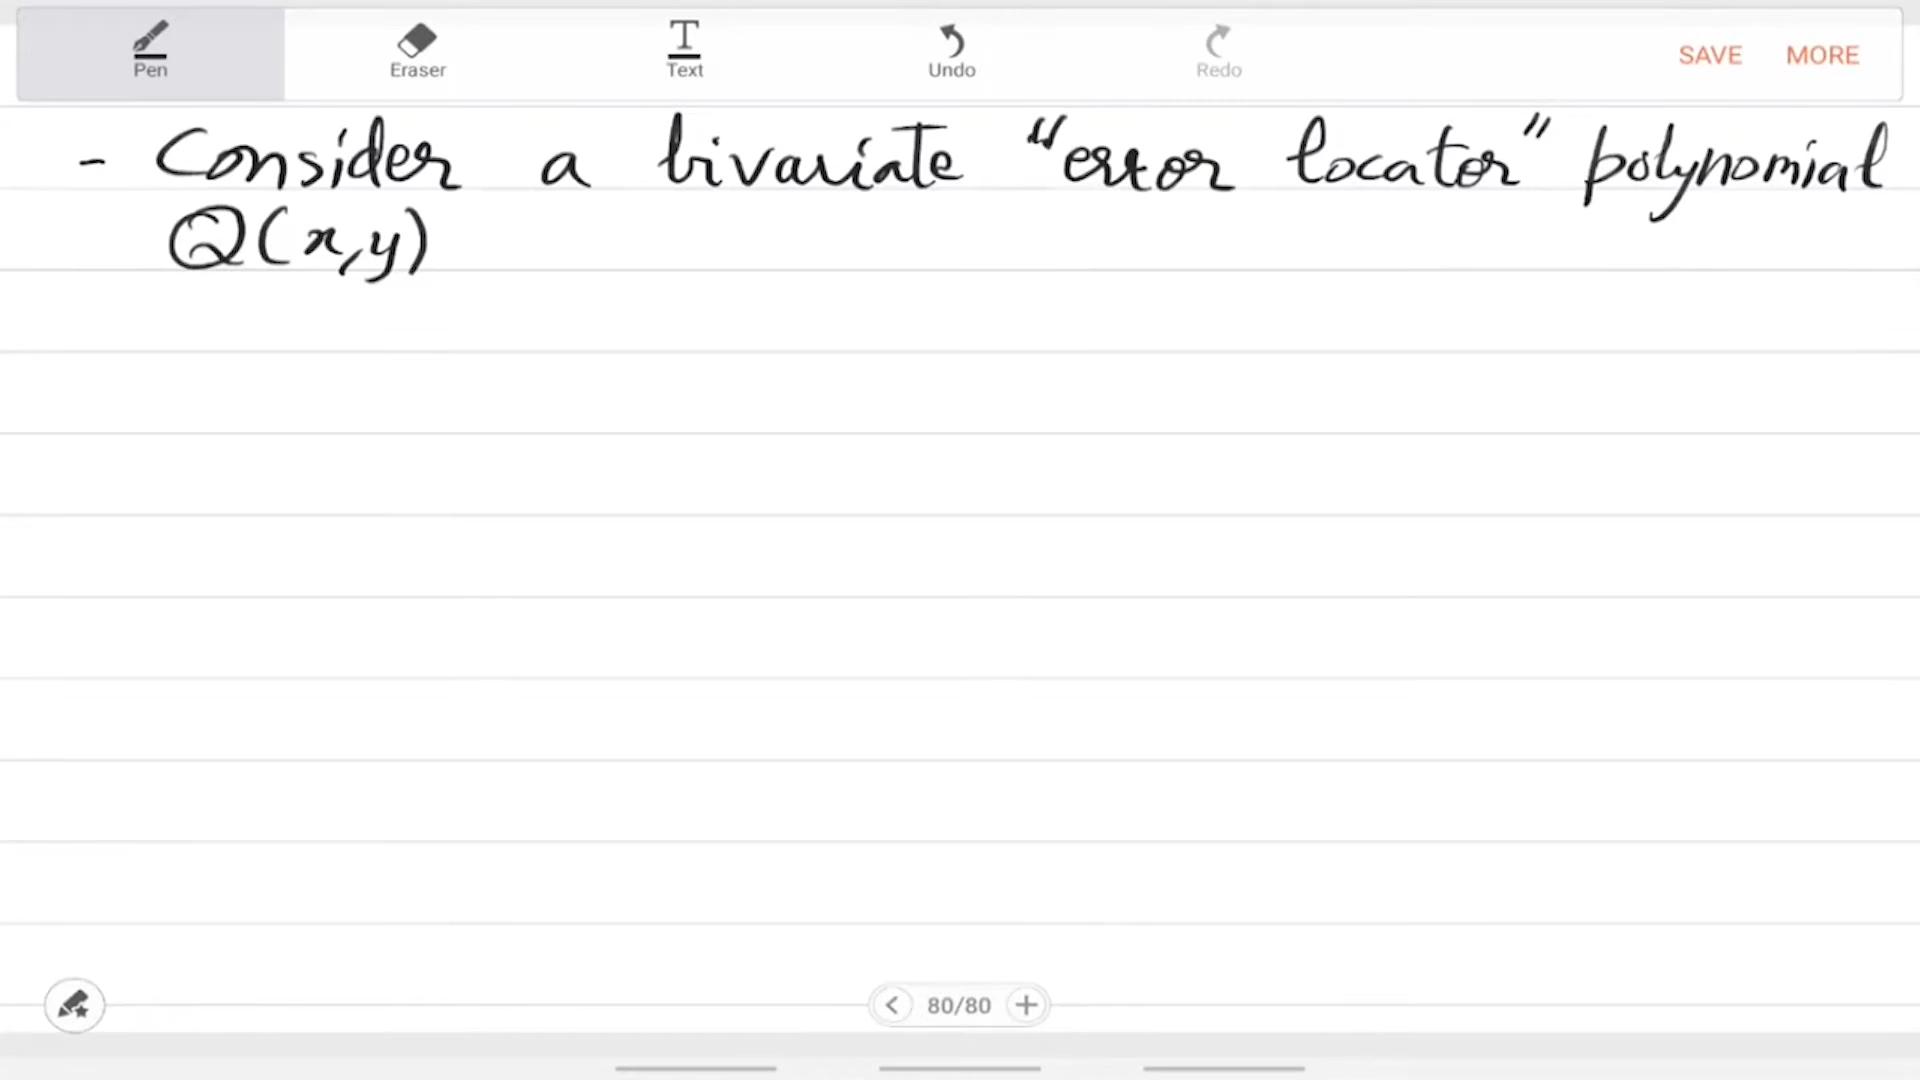 Pen
Eraser
Text
Undo
Redo
SAVE
MORE
- Consider a bivariate "error locator" polynomial
Q(x,y)
80/80